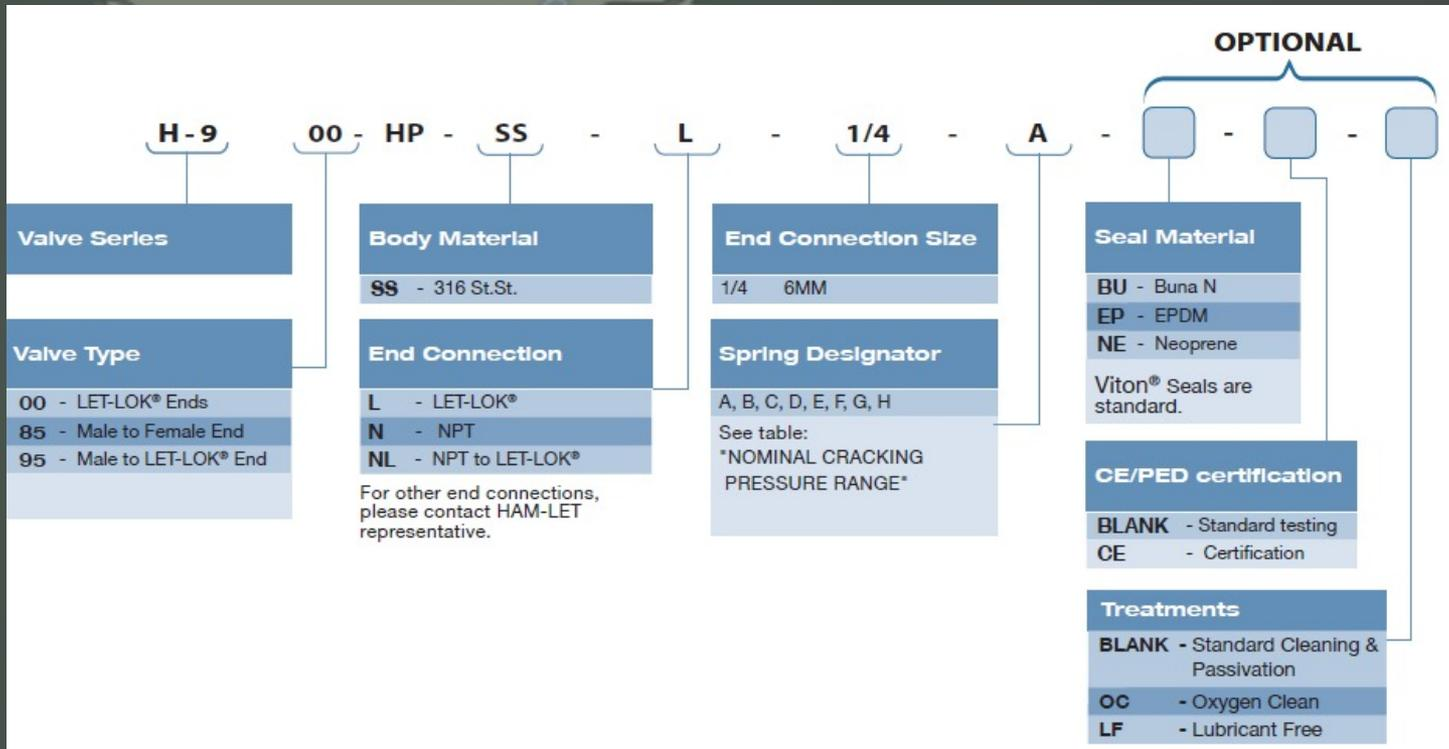 OPTIONAL
H - 9 00 - HP - SS - L - 1/4 - A - - -
Valve Series
Valve Type
00 - LET-LOK® Ends
85 - Male to Female End
95 - Male to LET-LOK® End
Body Material
SS - 316 St.St.
End Connection
L - LET-LOK®
N - NPT
NL - NPT to LET-LOK®
For other end connections,
please contact HAM-LET
representative.
End Connection Size
1/4 6MM
Spring Designator
A, B, C, D, E, F, G, H
See table:
"NOMINAL CRACKING
PRESSURE RANGE"
Seal Material
BU - Buna N
EP - EPDM
NE - Neoprene
Viton® Seals are
standard.
CE/PED certification
BLANK - Standard testing
CE - Certification
Treatments
BLANK - Standard Cleaning &
Passivation
OC - Oxygen Clean
LF - Lubricant Free